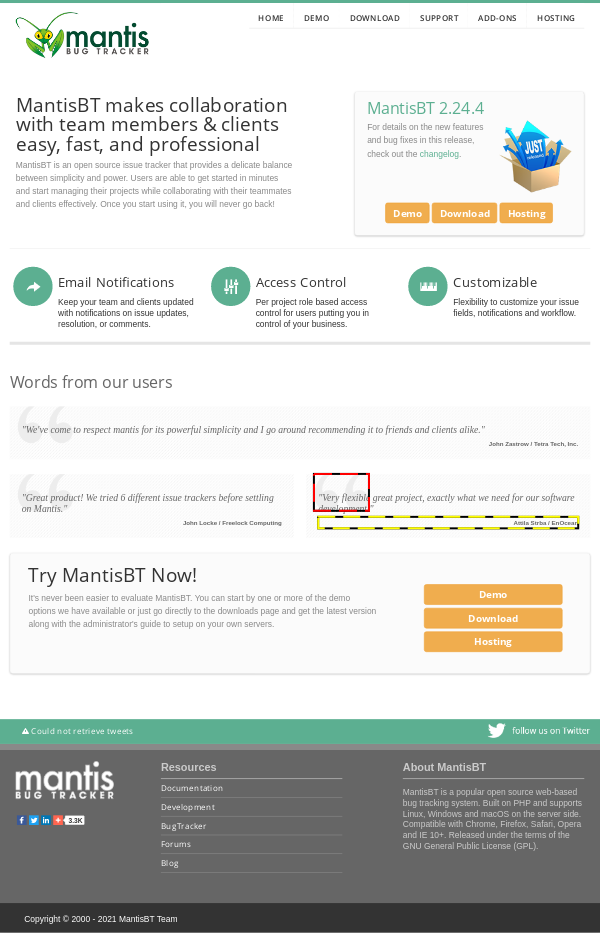 HOME DEMO DOWNLOAD SUPPORT ADD-ONS HOSTING
mantis
BUG TRACKER
MantisBT makes collaboration
with team members & clients
easy, fast, and professional
MantisBT is an open source issue tracker that provides a delicate balance
between simplicity and power. Users are able to get started in minutes
and start managing their projects while collaborating with their teammates
and clients effectively. Once you start using it, you will never go back!
MantisBT 2.24.4
For details on the new features
and bug fixes in this release,
check out the changelog.
JUST
released
Demo Download Hosting
Email Notifications
Keep your team and clients updated
with notifications on issue updates,
resolution, or comments.
Access Control
Per project role based access
control for users putting you in
control of your business.
Customizable
Flexibility to customize your issue
fields, notifications and workflow.
Words from our users
"We've come to respect mantis for its powerful simplicity and I go around recommending it to friends and clients alike."
John Zastrow / Tetra Tech, Inc.
"Great product! We tried 6 different issue trackers before settling
on Mantis."
John Locke / Freelock Computing
"Very flexible great project, exactly what we need for our software
development."
Attila Strba / EnOcean
Try MantisBT Now!
It's never been easier to evaluate MantisBT. You can start by one or more of the demo
options we have available or just go directly to the downloads page and get the latest version
along with the administrator's guide to setup on your own servers.
Demo
Download
Hosting
Could not retrieve tweets
follow us on Twitter
mantis
BUG TRACKER
3.3K
Resources
Documentation
Development
BugTracker
Forums
Blog
About MantisBT
MantisBT is a popular open source web-based
bug tracking system. Built on PHP and supports
Linux, Windows and macOS on the server side.
Compatible with Chrome, Firefox, Safari, Opera
and IE 10+. Released under the terms of the
GNU General Public License (GPL).
Copyright © 2000 - 2021 MantisBT Team